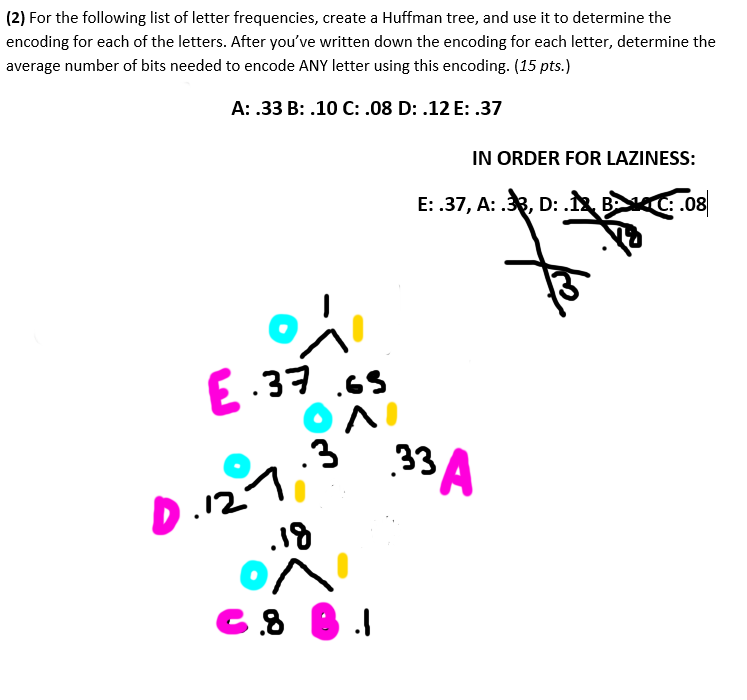 (2) For the following list of letter frequencies, create a Huffman tree, and use it to determine the
encoding for each of the letters. After you've written down the encoding for each letter, determine the
average number of bits needed to encode ANY letter using this encoding. (15 pts.)
A: .33 B: .10 C: .08 D: .12 E: .37
IN ORDER FOR LAZINESS:
E: .37, A: .33, D: .12, B: .10 C: .08
.18
.3
1
0 1
E .37 .63
0 1
.3 .33 A
0 1
D .12
.18
0 1
C .8 B .1